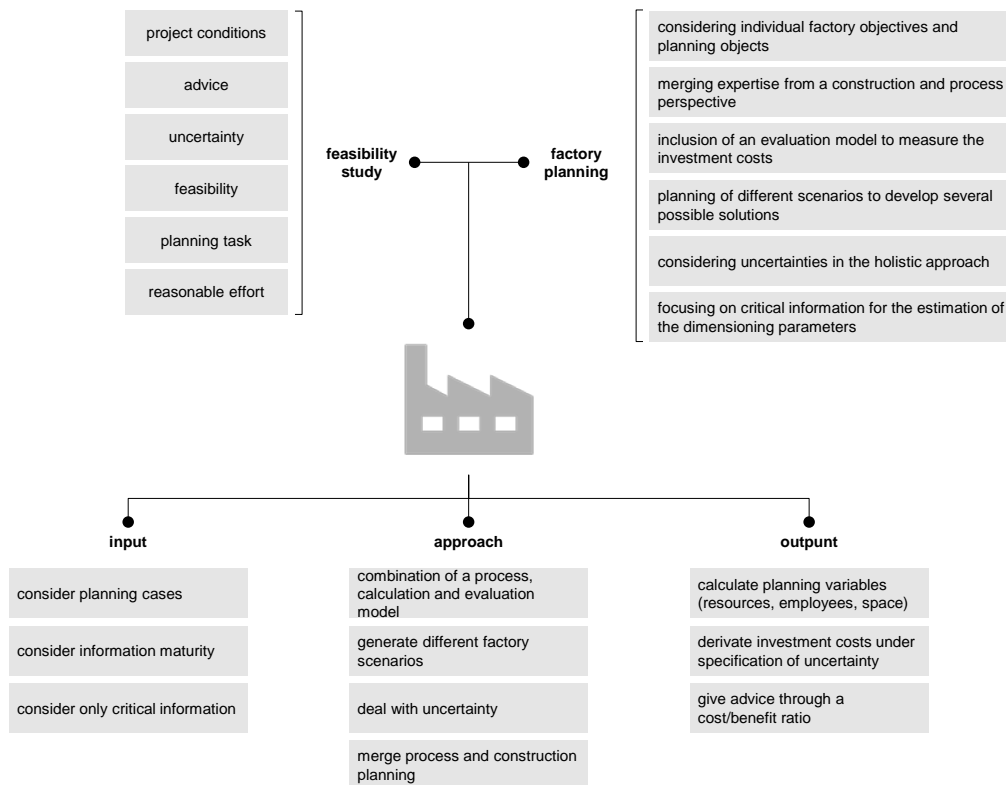 project conditions
advice
uncertainty
feasibility
planning task
reasonable effort
feasibility
study
factory
planning
considering individual factory objectives and
planning objects
merging expertise from a construction and process
perspective
inclusion of an evaluation model to measure the
investment costs
planning of different scenarios to develop several
possible solutions
considering uncertainties in the holistic approach
focusing on critical information for the estimation of
the dimensioning parameters
input
consider planning cases
consider information maturity
consider only critical information
approach
combination of a process,
calculation and evaluation
model
generate different factory
scenarios
deal with uncertainty
merge process and construction
planning
outpunt
calculate planning variables
(resources, employees, space)
derivate investment costs under
specification of uncertainty
give advice through a
cost/benefit ratio